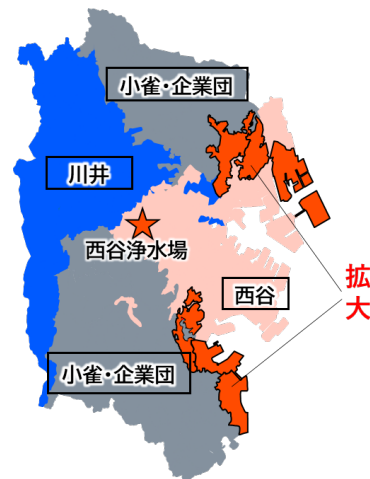 小雀・企業団
川井
西谷浄水場
西谷
拡
大
小雀・企業団